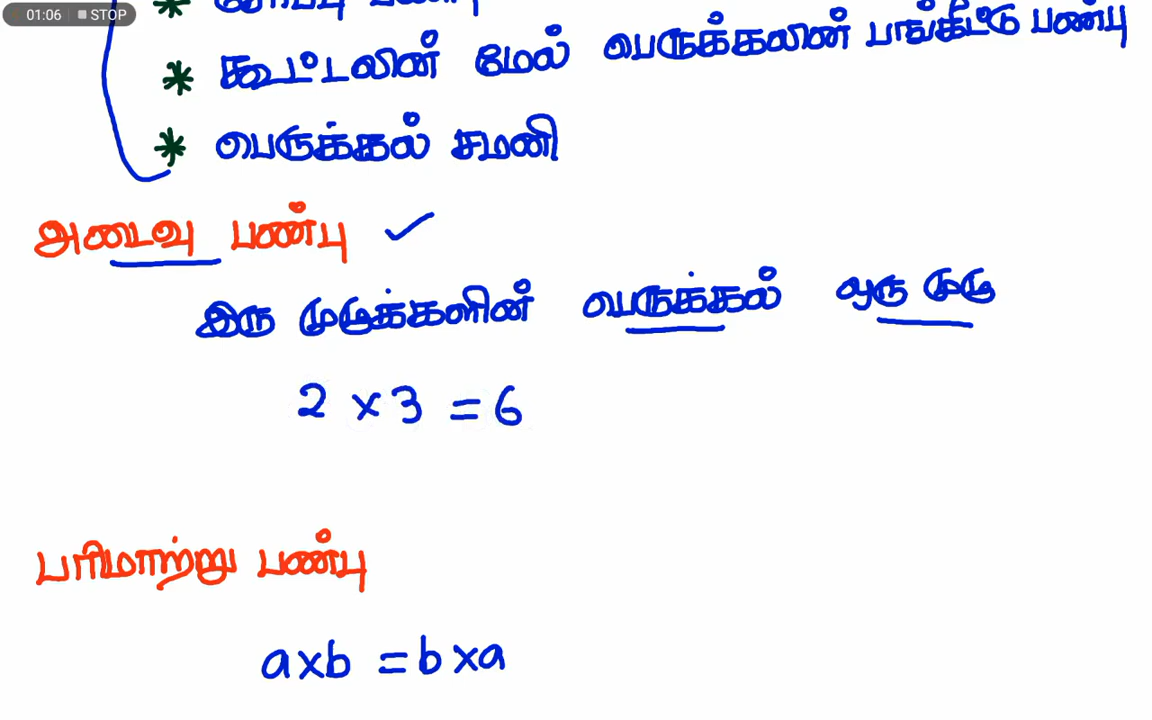 01:06 STOP
* சேர்ப்பு பண்பு
* கூட்டலின் மேல் பெருக்கலின் பங்கீட்டு பண்பு
* பெருக்கல் சமனி
அடைவு பண்பு ✓
இரு முழுக்களின் பெருக்கல் ஒரு முழு
2 × 3 = 6
பரிமாற்று பண்பு
a×b = b×a